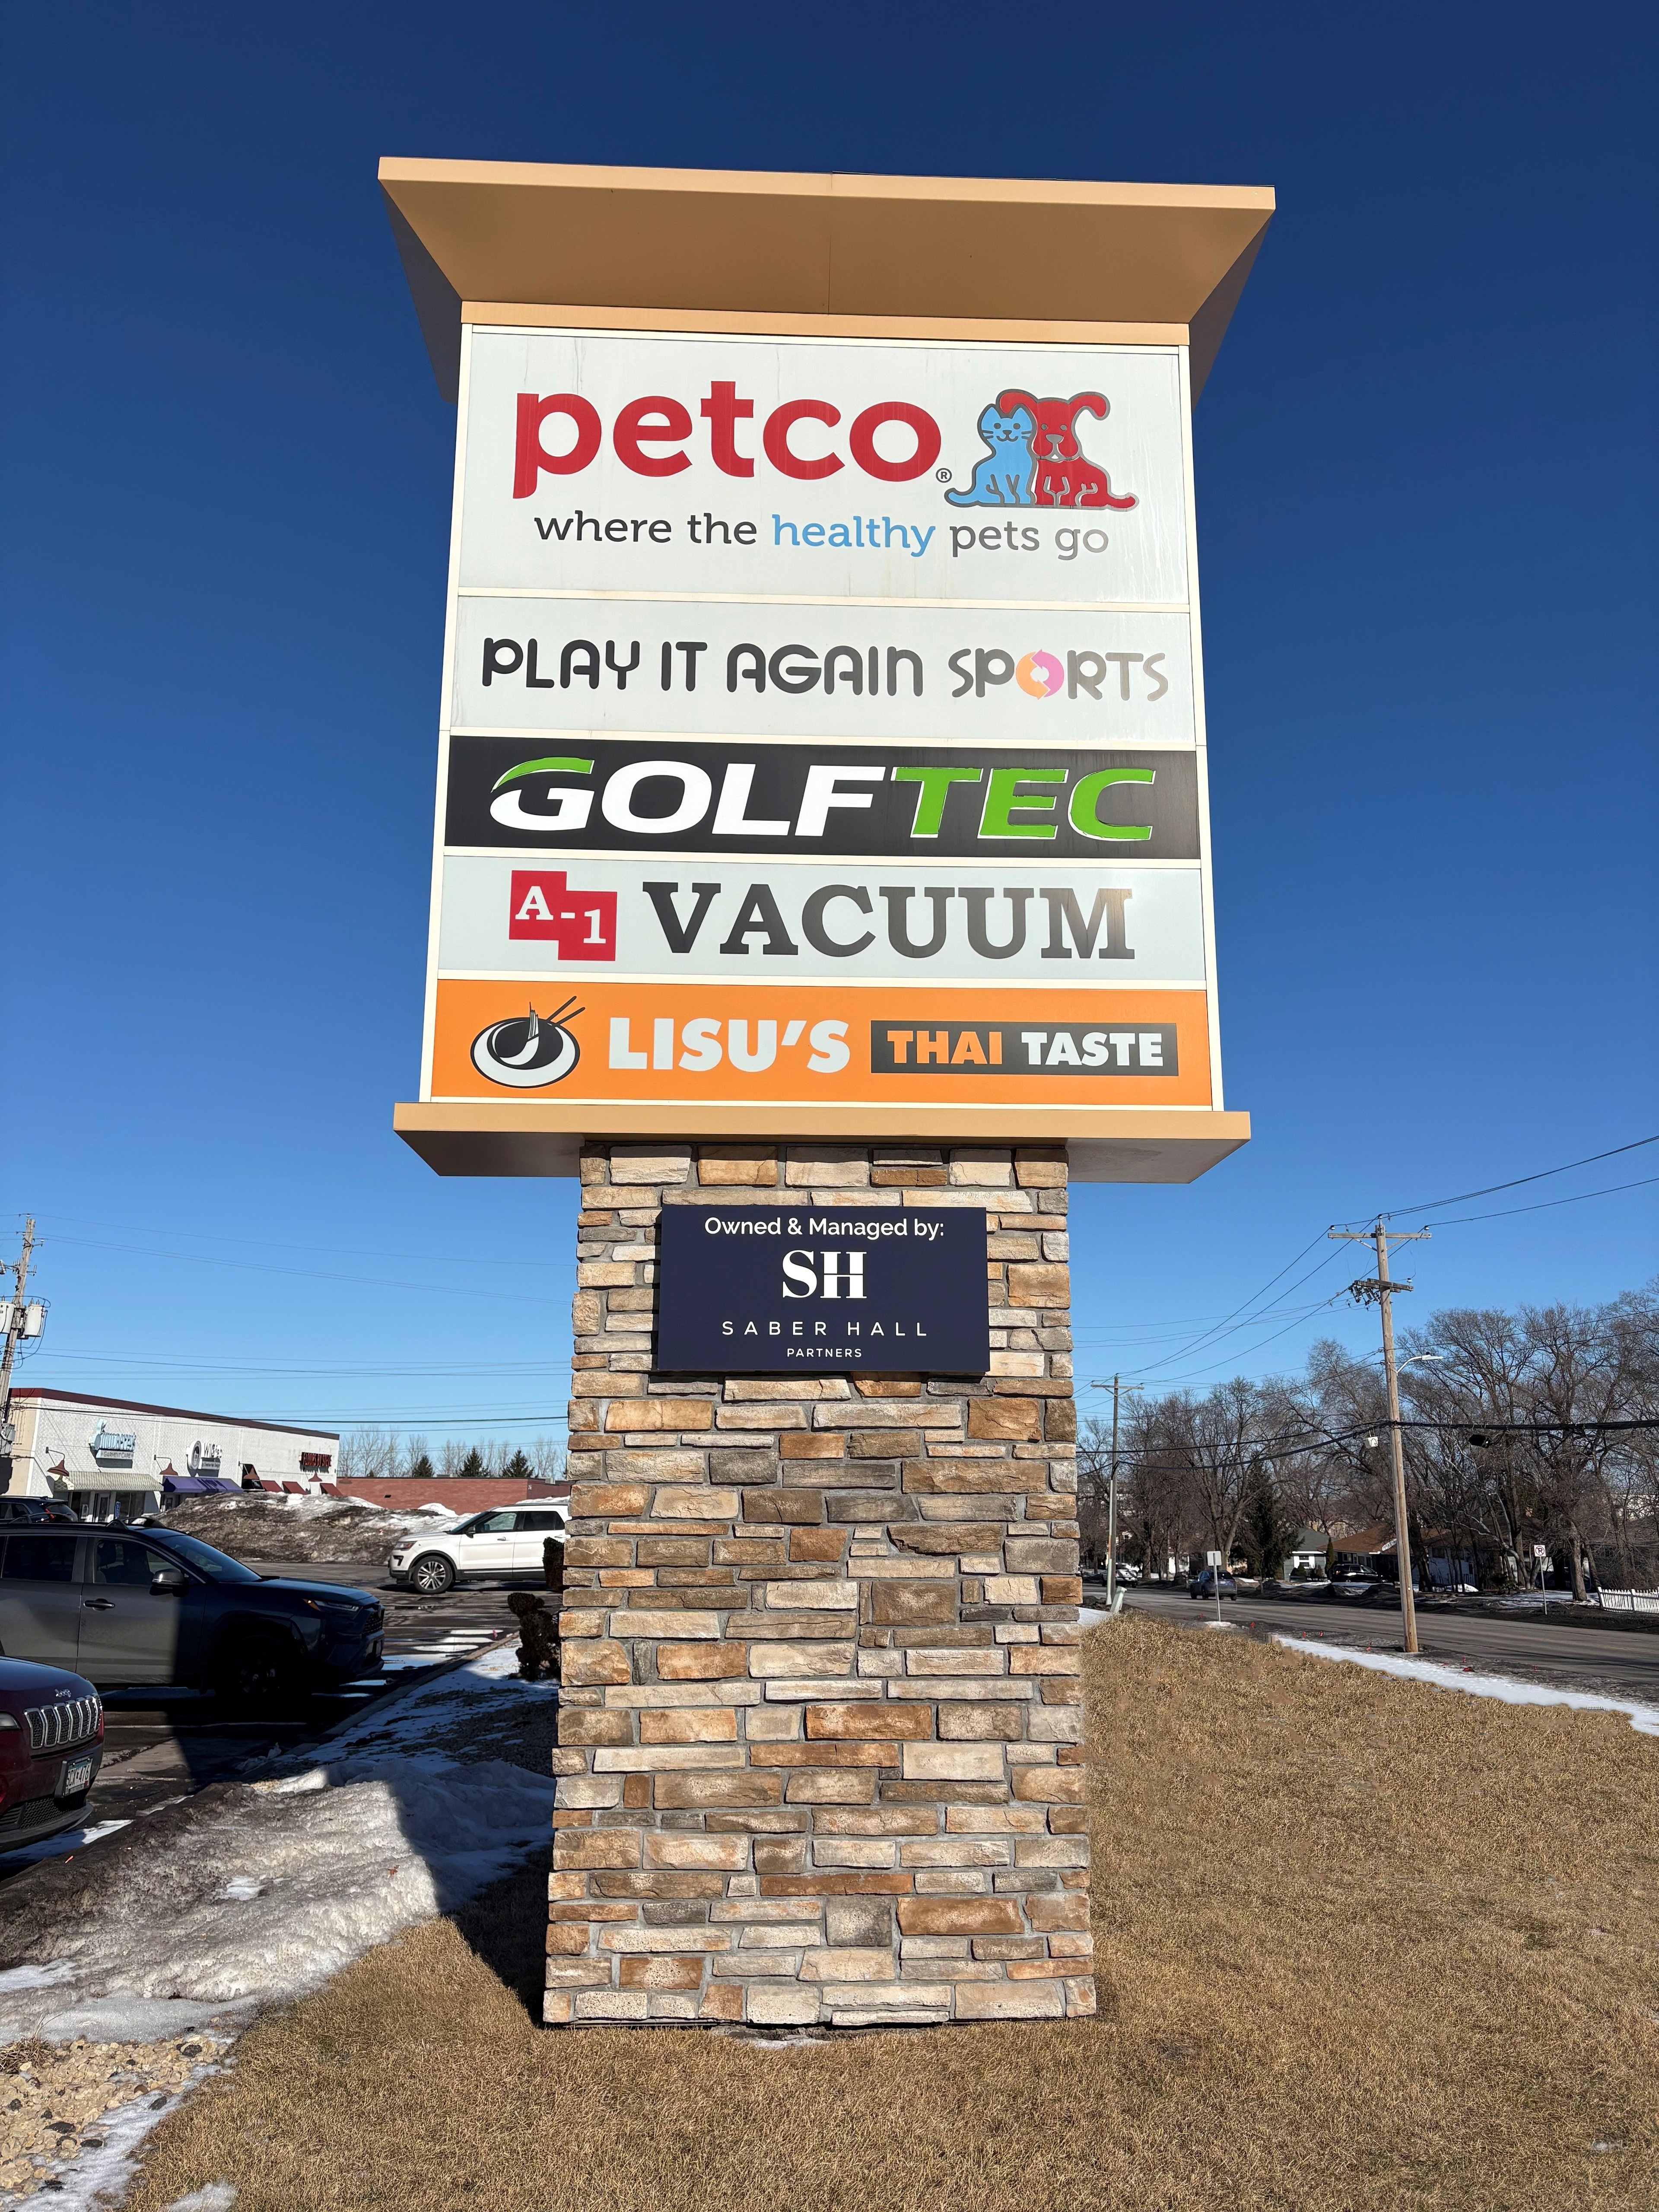 petco®
where the healthy pets go
PLAY IT AGAIN SPORTS
GOLFTEC
A-1 VACUUM
LISU'S THAI TASTE
Owned & Managed by:
SH
SABER HALL
PARTNERS
Jeep